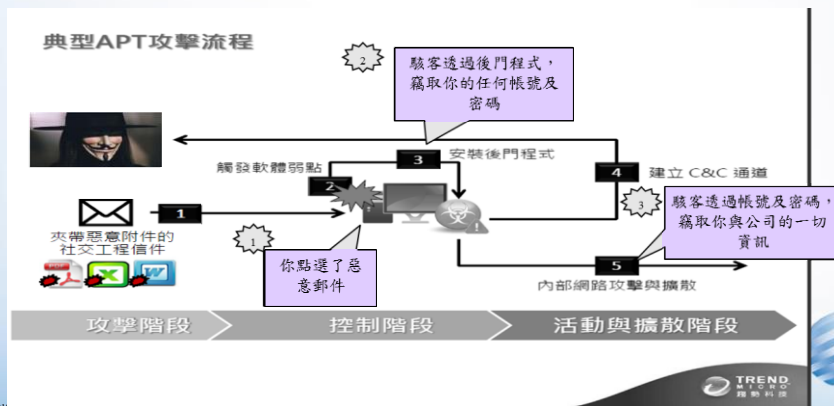 典型APT攻擊流程
2
駭客透過後門程式，
竊取你的任何帳號及
密碼
觸發軟體弱點
2
3
安裝後門程式
4
建立 C&C 通道
1
夾帶惡意附件的
社交工程信件
PDF
X
W
1
你點選了惡
意郵件
3
駭客透過帳號及密碼，
竊取你與公司的一切
資訊
5
內部網路攻擊與擴散
攻擊階段
控制階段
活動與擴散階段
TREND
MICRO
趨勢科技